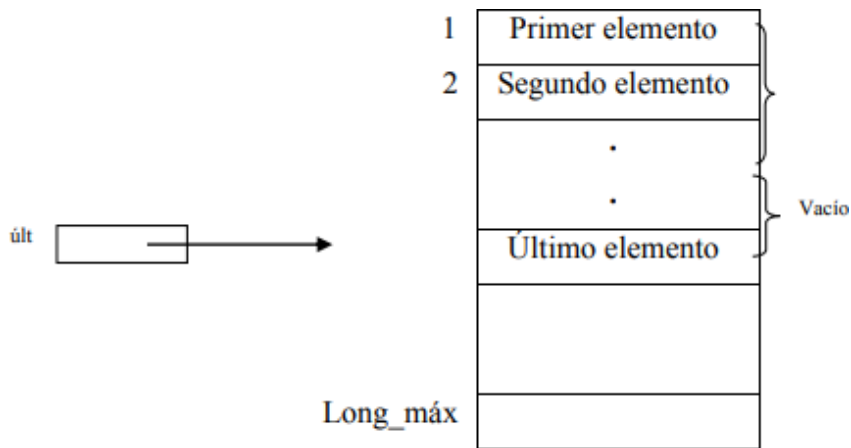 1 Primer elemento
2 Segundo elemento
.
.
Vacío
últ
Último elemento
Long_máx